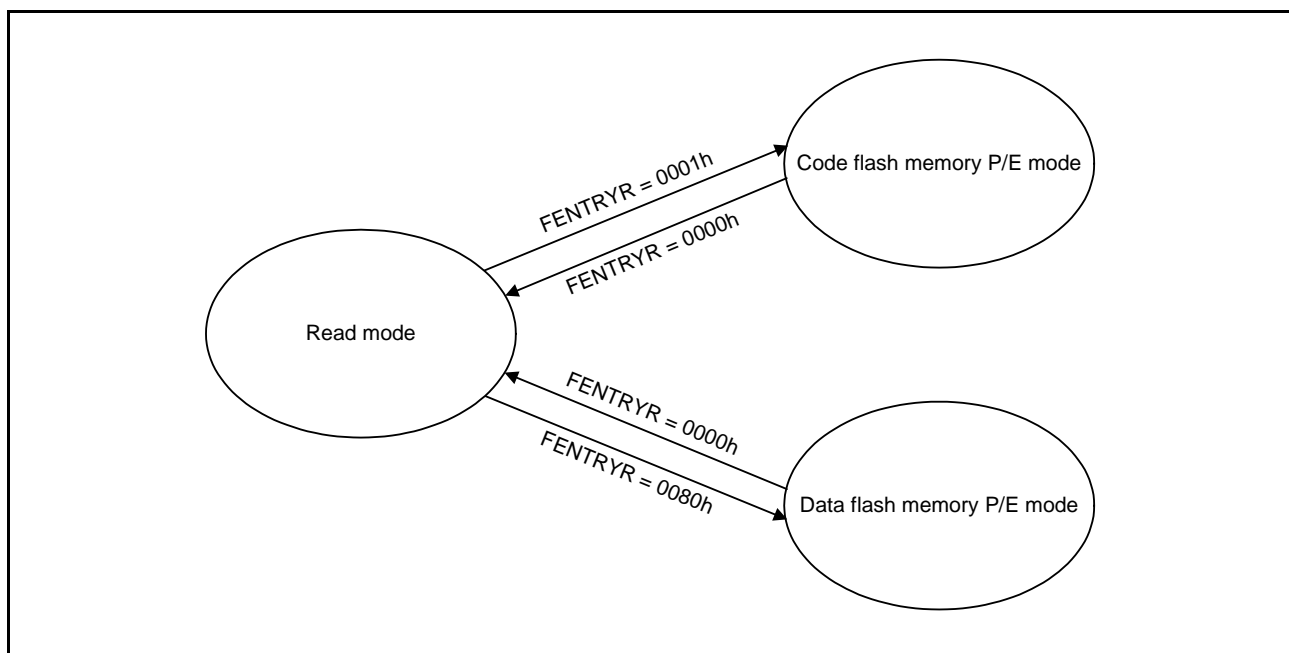 Code flash memory P/E mode
FENTRYR = 0001h
FENTRYR = 0000h
Read mode
FENTRYR = 0000h
FENTRYR = 0080h
Data flash memory P/E mode